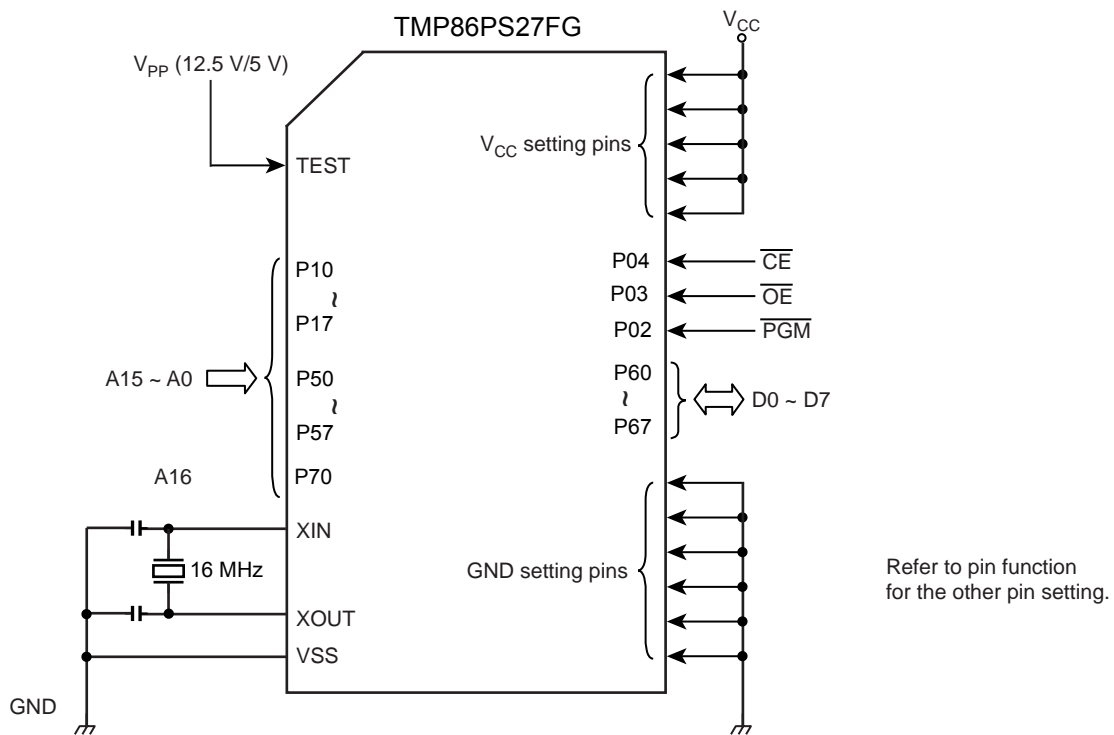 TMP86PS27FG
VCC
VPP (12.5 V/5 V)
VCC setting pins
TEST
P10
~
P17
P50
~
P57
P70
A15 ~ A0
A16
P04
CE
P03
OE
P02
PGM
P60
~
P67
D0 ~ D7
XIN
16 MHz
XOUT
VSS
GND
GND setting pins
Refer to pin function
for the other pin setting.